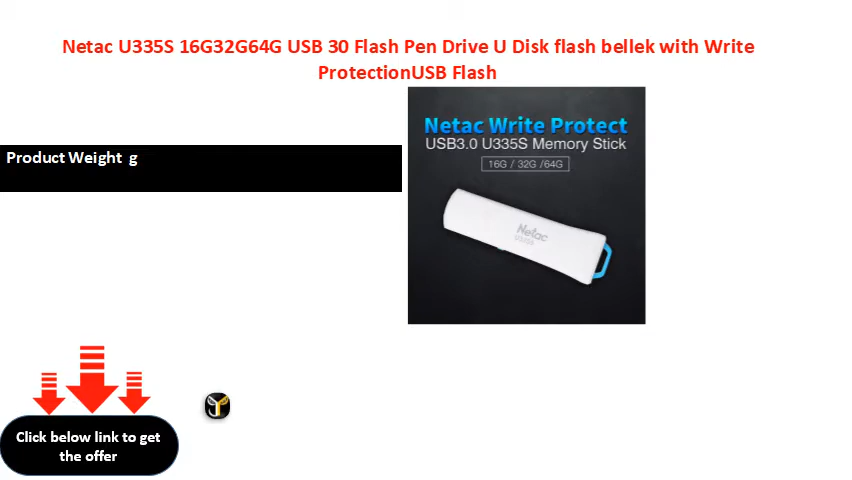 Netac U335S 16G32G64G USB 30 Flash Pen Drive U Disk flash bellek with Write
ProtectionUSB Flash
Netac Write Protect
USB3.0 U335S Memory Stick
16G / 32G /64G
Product Weight g
Netac
U335S
Click below link to get
the offer